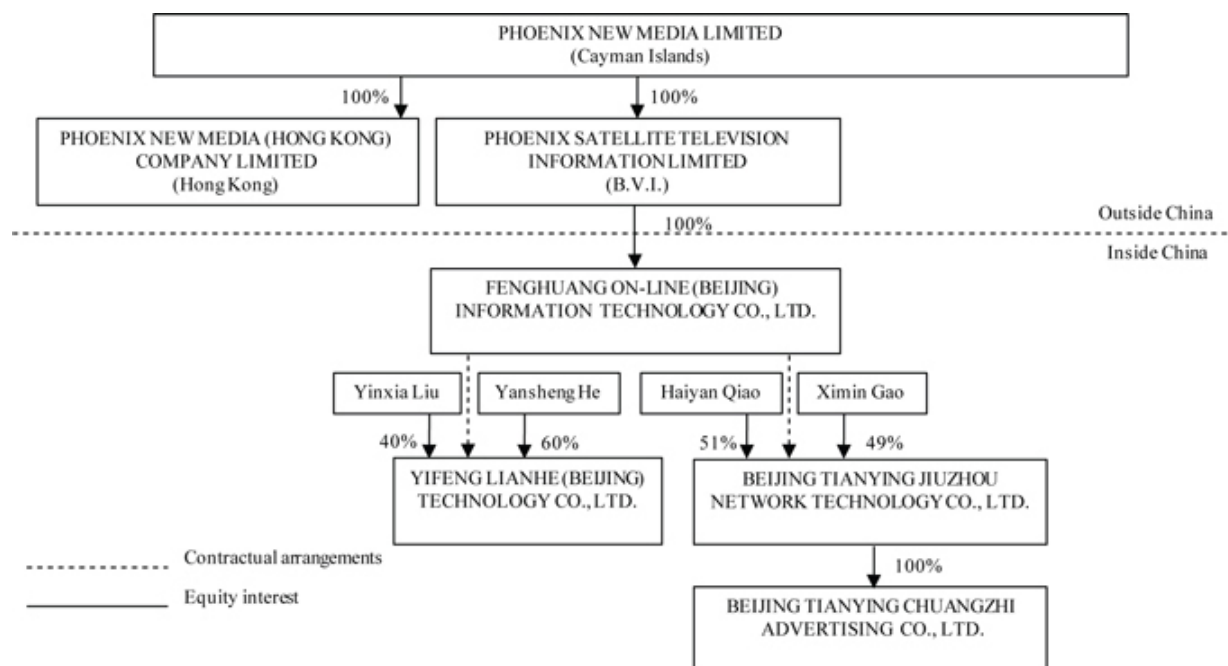 PHOENIX NEW MEDIA LIMITED
(Cayman Islands)
100%
100%
PHOENIX NEW MEDIA (HONG KONG)
COMPANY LIMITED
(Hong Kong)
PHOENIX SATELLITE TELEVISION
INFORMATION LIMITED
(B.V.I.)
100%
Outside China
Inside China
FENGHUANG ON-LINE (BEIJING)
INFORMATION TECHNOLOGY CO., LTD.
Yinxia Liu
Yansheng He
Haiyan Qiao
Ximin Gao
40%
60%
51%
49%
YIFENG LIANHE (BEIJING)
TECHNOLOGY CO., LTD.
BEIJING TIANYING JIUZHOU
NETWORK TECHNOLOGY CO., LTD.
Contractual arrangements
100%
Equity interest
BEIJING TIANYING CHUANGZHI
ADVERTISING CO., LTD.